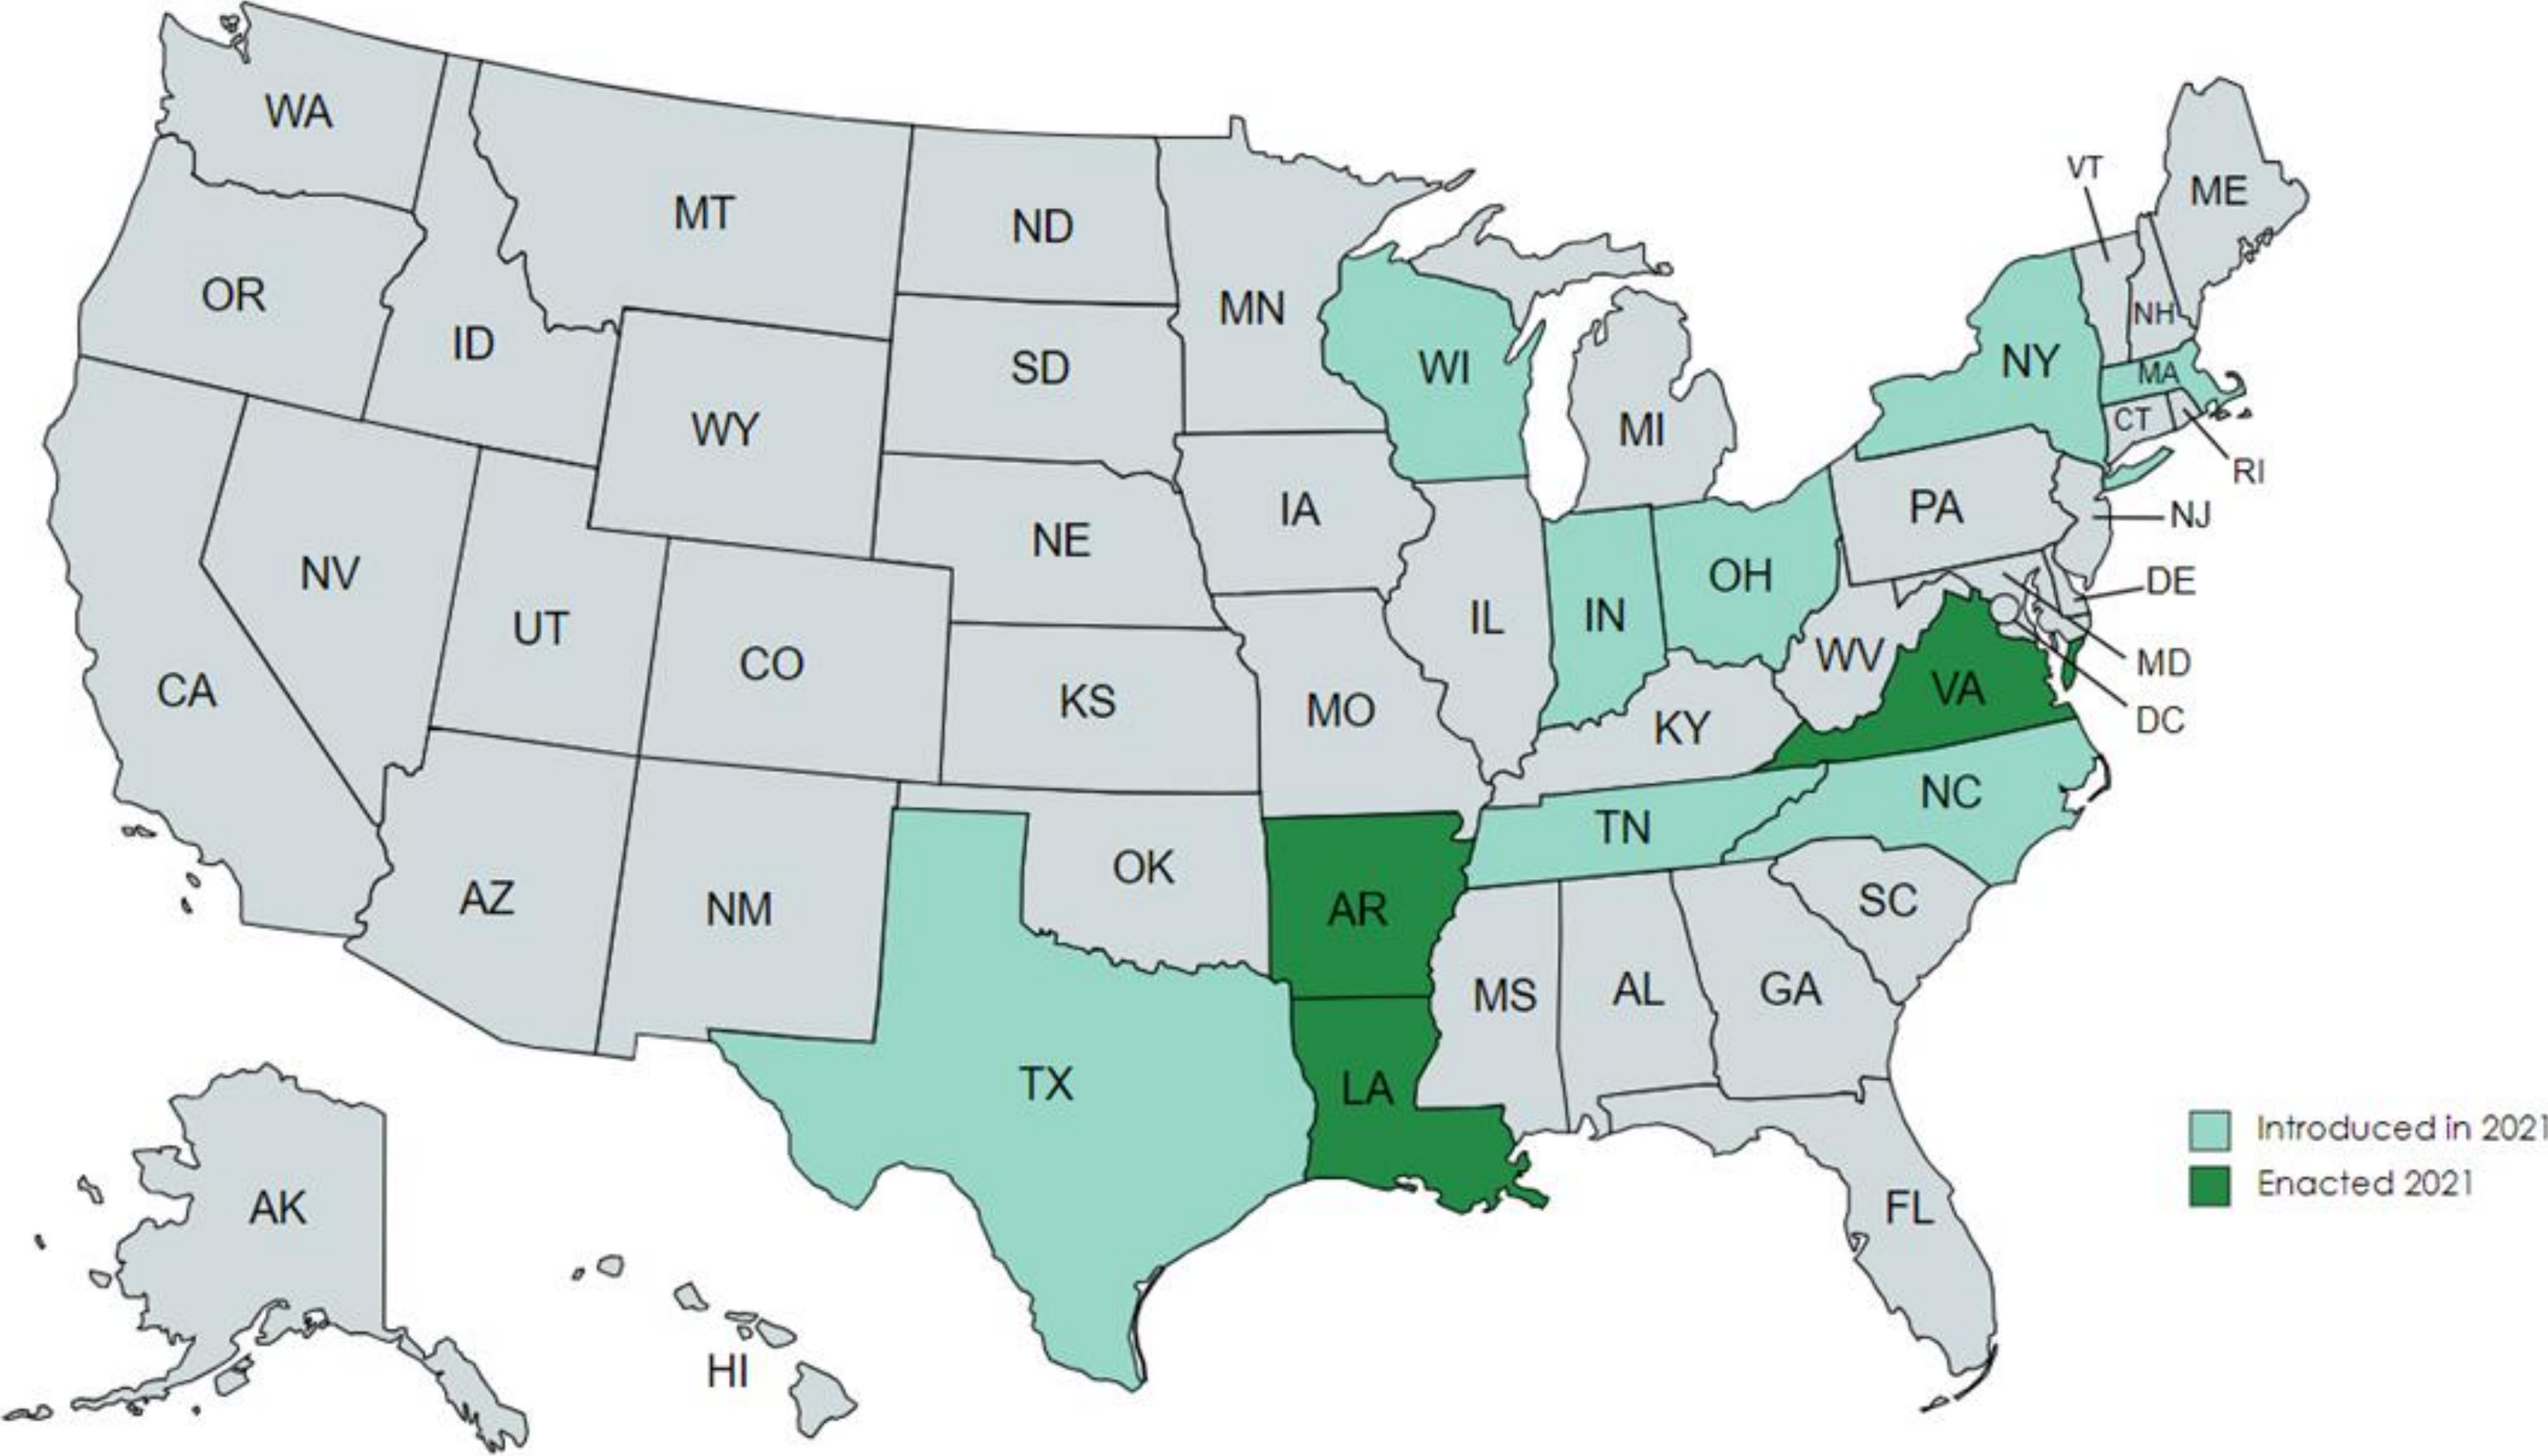 WA
MT
ND
MN
VT
ME
OR
ID
SD
WI
NH
NY
MA
WY
MI
CT
RI
IA
PA
NJ
NE
NV
OH
DE
UT
IL
IN
CO
WV
MD
CA
KS
MO
VA
DC
KY
NC
TN
OK
AZ
NM
AR
SC
MS
AL
GA
TX
LA
Introduced in 2021
Enacted 2021
AK
FL
HI